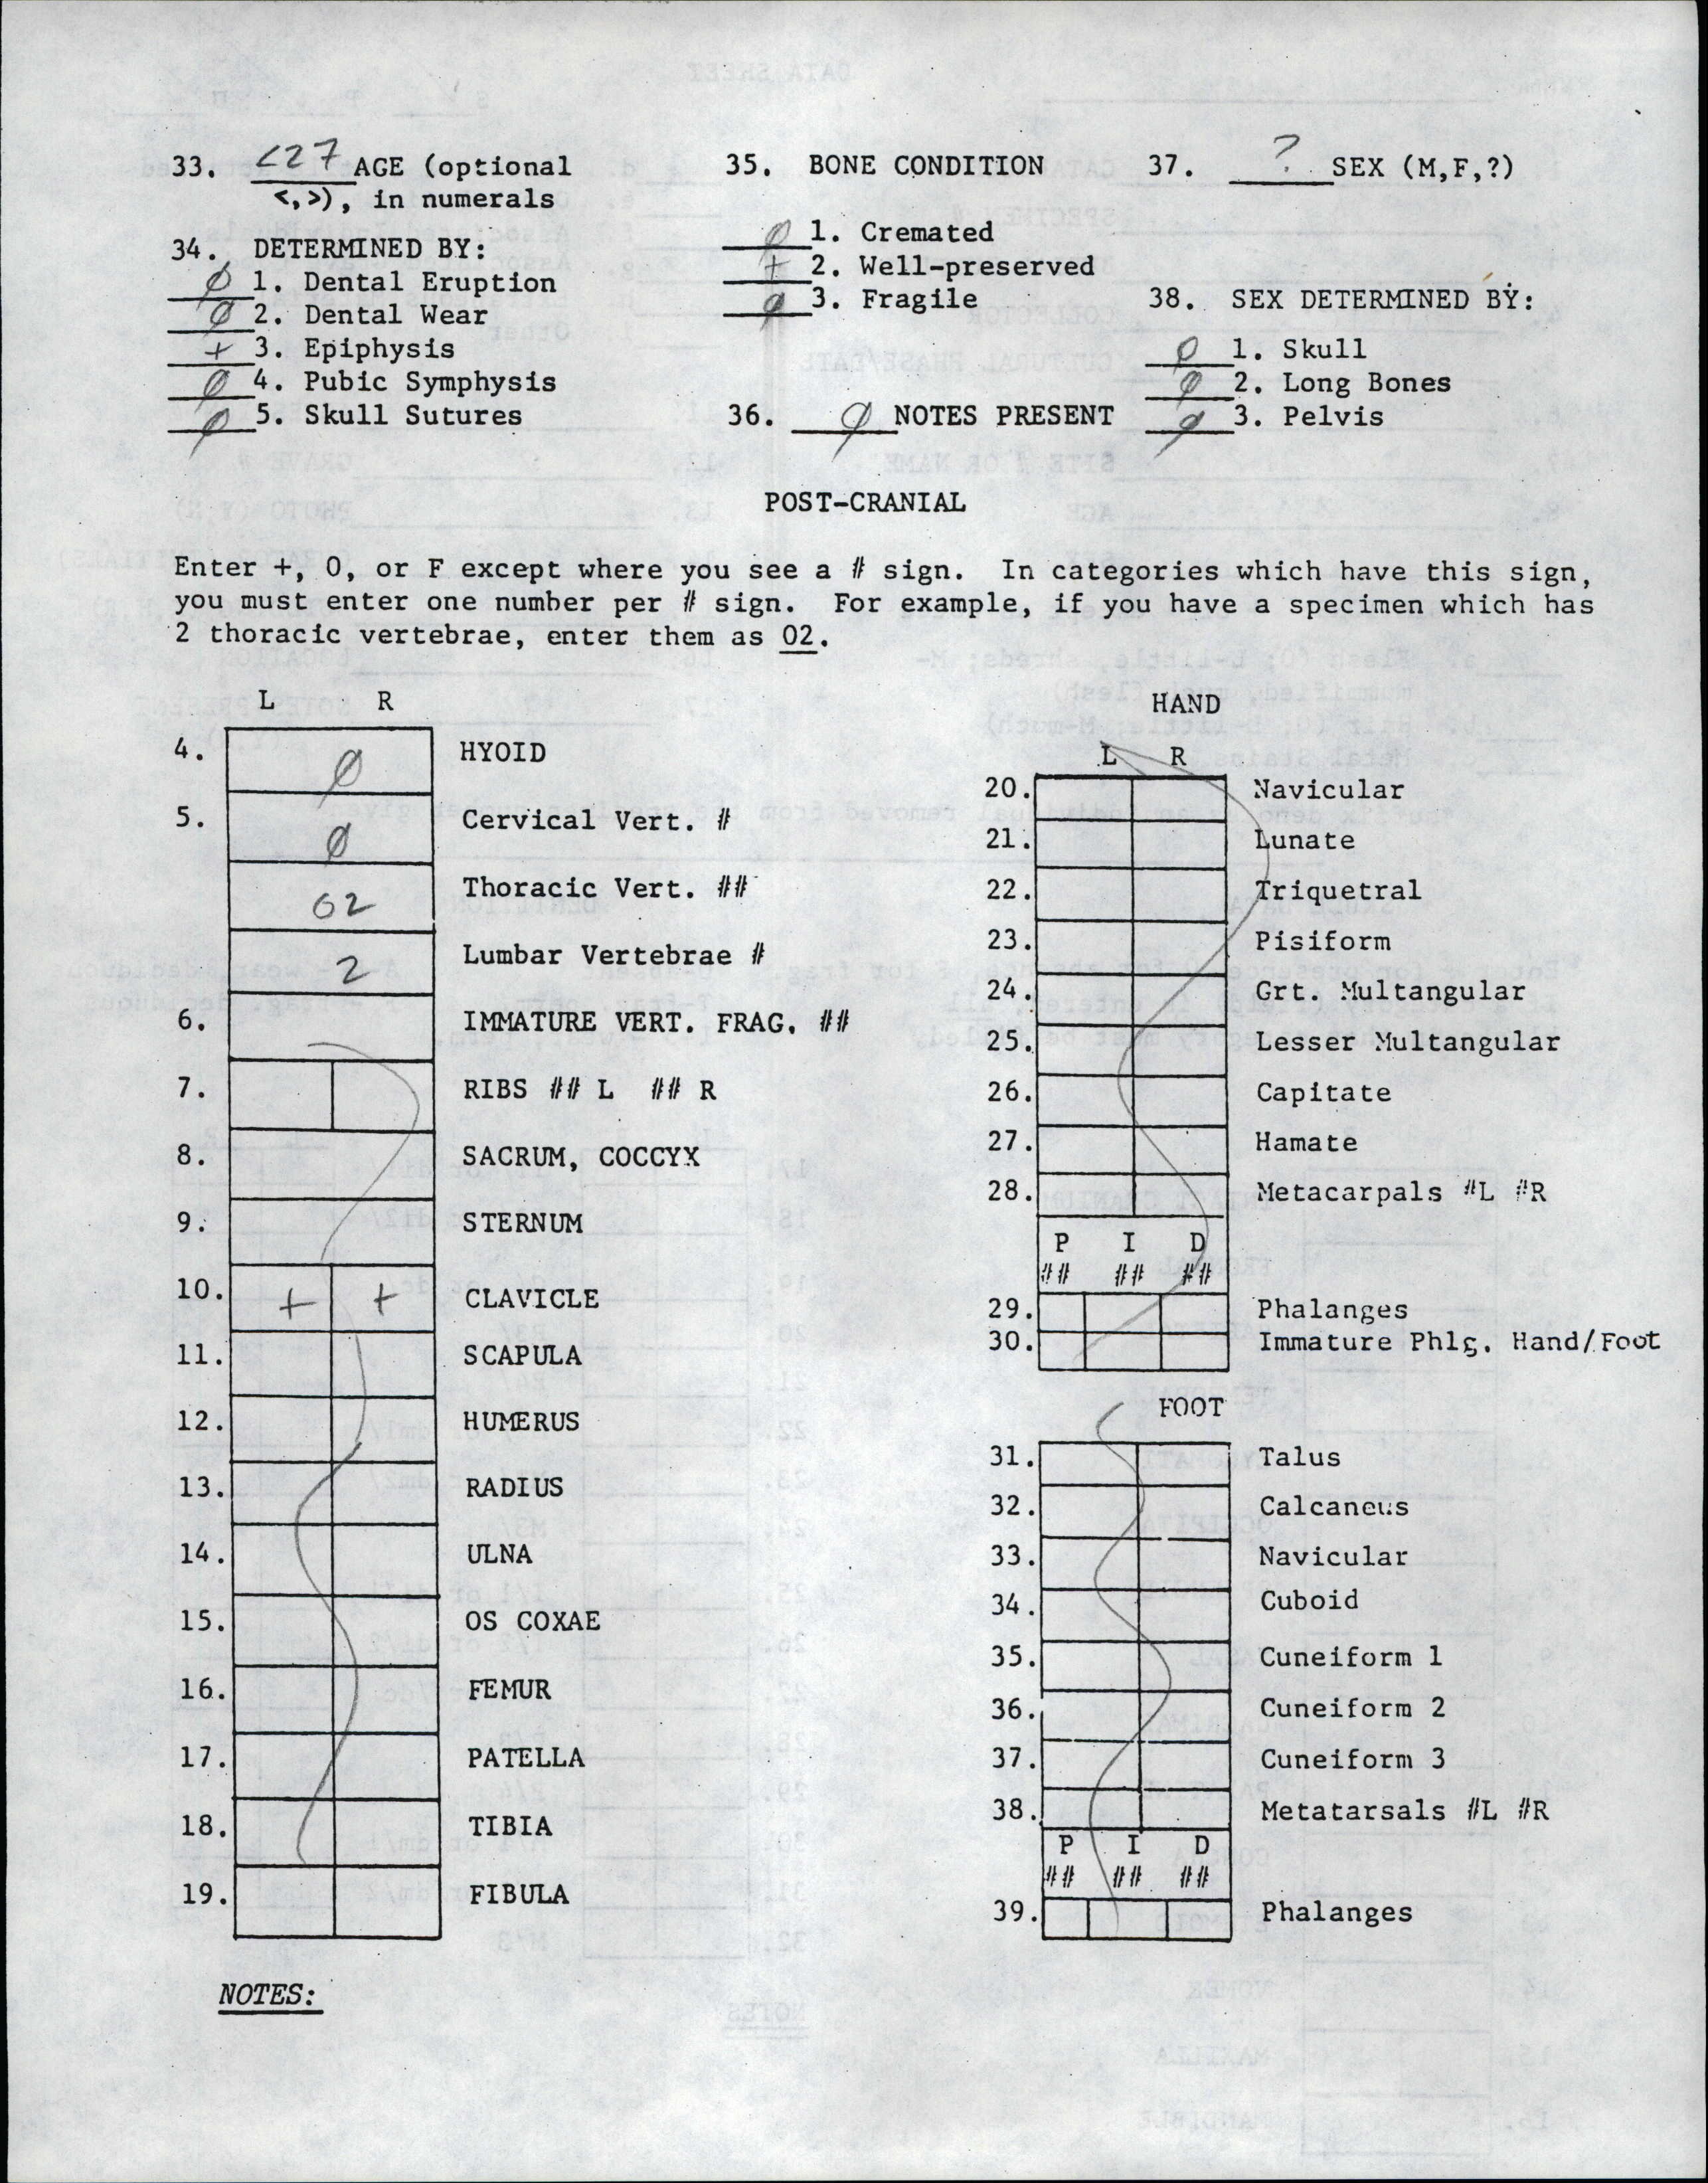 33. <27 AGE (optional
<,>), in numerals
34. DETERMINED BY:
Ø 1. Dental Eruption
Ø 2. Dental Wear
+ 3. Epiphysis
Ø 4. Pubic Symphysis
Ø 5. Skull Sutures
35. BONE CONDITION
Ø 1. Cremated
+ 2. Well-preserved
Ø 3. Fragile
36. Ø NOTES PRESENT
37. ? SEX (M,F,?)
38. SEX DETERMINED BY:
Ø 1. Skull
Ø 2. Long Bones
Ø 3. Pelvis
POST-CRANIAL
Enter +, 0, or F except where you see a # sign. In categories which have this sign,
you must enter one number per # sign. For example, if you have a specimen which has
2 thoracic vertebrae, enter them as 02.
L R
4. Ø HYOID
5. Ø Cervical Vert. #
02 Thoracic Vert. ##
2 Lumbar Vertebrae #
6. IMMATURE VERT. FRAG. ##
7. RIBS ## L ## R
8. SACRUM, COCCYX
9. STERNUM
10. + + CLAVICLE
11. SCAPULA
12. HUMERUS
13. RADIUS
14. ULNA
15. OS COXAE
16. FEMUR
17. PATELLA
18. TIBIA
19. FIBULA
NOTES:
HAND
L R
20. Navicular
21. Lunate
22. Triquetral
23. Pisiform
24. Grt. Multangular
25. Lesser Multangular
26. Capitate
27. Hamate
28. Metacarpals #L #R
P I D
## ## ##
29. Phalanges
30. Immature Phlg. Hand/Foot
FOOT
31. Talus
32. Calcaneus
33. Navicular
34. Cuboid
35. Cuneiform 1
36. Cuneiform 2
37. Cuneiform 3
38. Metatarsals #L #R
P I D
## ## ##
39. Phalanges